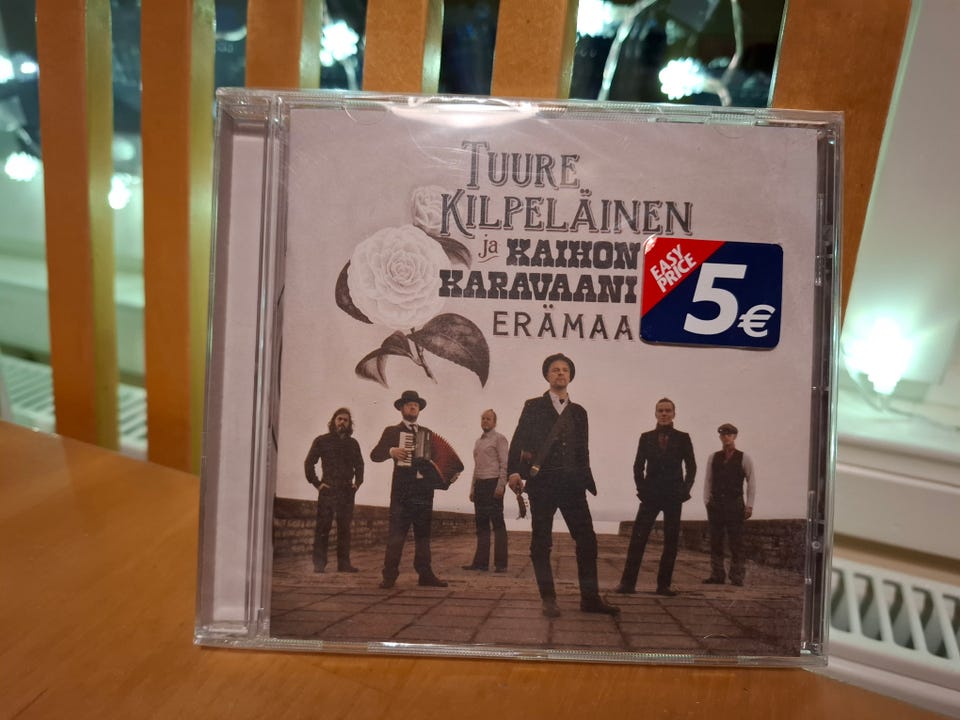 TUURE
KILPELÄINEN
ja KAIHON
KARAVAANI
ERÄMAA
EASY
PRICE
5€